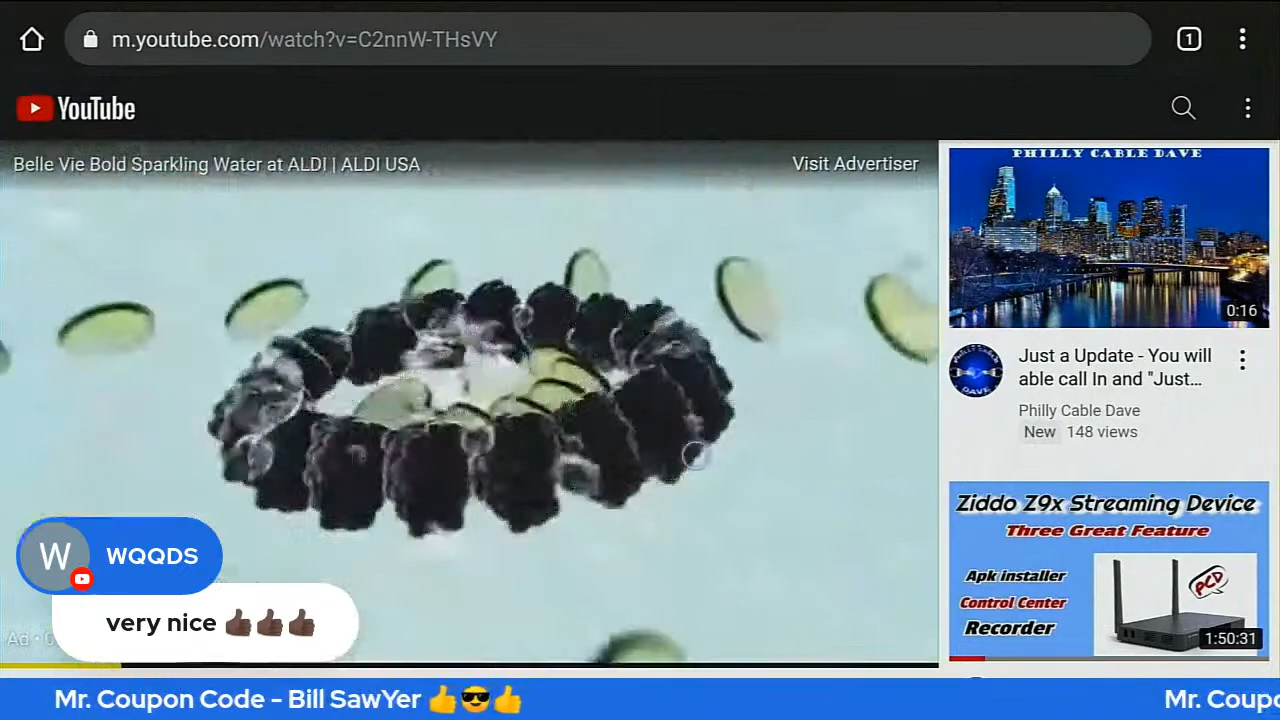 m.youtube.com/watch?v=C2nnW-THsVY
1
YouTube
Belle Vie Bold Sparkling Water at ALDI | ALDI USA
Visit Advertiser
PHILLY CABLE DAVE
0:16
Just a Update - You will
able call In and "Just...
Philly Cable Dave
New 148 views
Ziddo Z9x Streaming Device
Three Great Feature
Apk installer
Control Center
Recorder
PCD
1:50:31
W WQQDS
very nice 👍🏿👍🏿👍🏿
Ad
Mr. Coupon Code - Bill SawYer 👍😎👍
Mr. Coupo